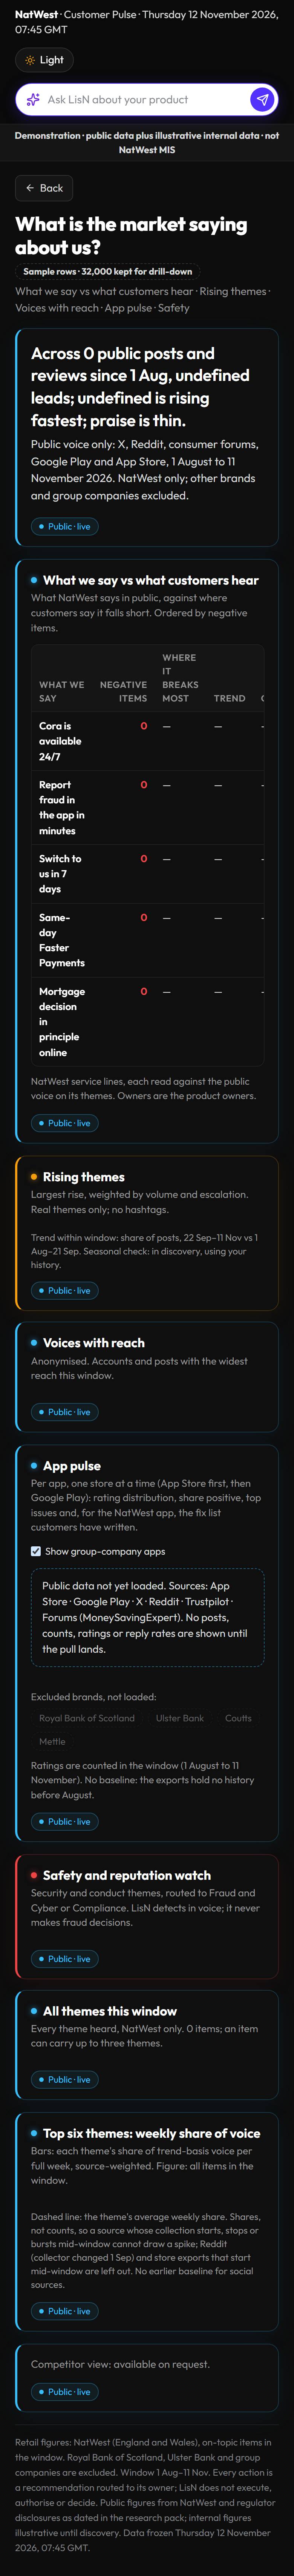 NatWest · Customer Pulse · Thursday 12 November 2026,
07:45 GMT
Light
Ask LisN about your product
Demonstration · public data plus illustrative internal data · not
NatWest MIS
Back
What is the market saying
about us?
Sample rows · 32,000 kept for drill-down
What we say vs what customers hear · Rising themes ·
Voices with reach · App pulse · Safety
Across 0 public posts and
reviews since 1 Aug, undefined
leads; undefined is rising
fastest; praise is thin.
Public voice only: X, Reddit, consumer forums,
Google Play and App Store, 1 August to 11
November 2026. NatWest only; other brands
and group companies excluded.
Public · live
What we say vs what customers hear
What NatWest says in public, against where
customers say it falls short. Ordered by negative
items.
WHAT WE SAY NEGATIVE ITEMS WHERE IT BREAKS MOST TREND
Cora is available 24/7 0 — —
Report fraud in the app in minutes 0 — —
Switch to us in 7 days 0 — —
Same-day Faster Payments 0 — —
Mortgage decision in principle online 0 — —
NatWest service lines, each read against the public
voice on its themes. Owners are the product owners.
Public · live
Rising themes
Largest rise, weighted by volume and escalation.
Real themes only; no hashtags.
Trend within window: share of posts, 22 Sep–11 Nov vs 1
Aug–21 Sep. Seasonal check: in discovery, using your
history.
Public · live
Voices with reach
Anonymised. Accounts and posts with the widest
reach this window.
Public · live
App pulse
Per app, one store at a time (App Store first, then
Google Play): rating distribution, share positive, top
issues and, for the NatWest app, the fix list
customers have written.
Show group-company apps
Public data not yet loaded. Sources: App
Store · Google Play · X · Reddit · Trustpilot ·
Forums (MoneySavingExpert). No posts,
counts, ratings or reply rates are shown until
the pull lands.
Excluded brands, not loaded:
Royal Bank of Scotland Ulster Bank Coutts
Mettle
Ratings are counted in the window (1 August to 11
November). No baseline: the exports hold no history
before August.
Public · live
Safety and reputation watch
Security and conduct themes, routed to Fraud and
Cyber or Compliance. LisN detects in voice; it never
makes fraud decisions.
Public · live
All themes this window
Every theme heard, NatWest only. 0 items; an item
can carry up to three themes.
Public · live
Top six themes: weekly share of voice
Bars: each theme's share of trend-basis voice per
full week, source-weighted. Figure: all items in the
window.
Dashed line: the theme's average weekly share. Shares,
not counts, so a source whose collection starts, stops or
bursts mid-window cannot draw a spike; Reddit
(collector changed 1 Sep) and store exports that start
mid-window are left out. No earlier baseline for social
sources.
Public · live
Competitor view: available on request.
Public · live
Retail figures: NatWest (England and Wales), on-topic items in
the window. Royal Bank of Scotland, Ulster Bank and group
companies are excluded. Window 1 Aug–11 Nov. Every action is
a recommendation routed to its owner; LisN does not execute,
authorise or decide. Public figures from NatWest and regulator
disclosures as dated in the research pack; internal figures
illustrative until discovery. Data frozen Thursday 12 November
2026, 07:45 GMT.